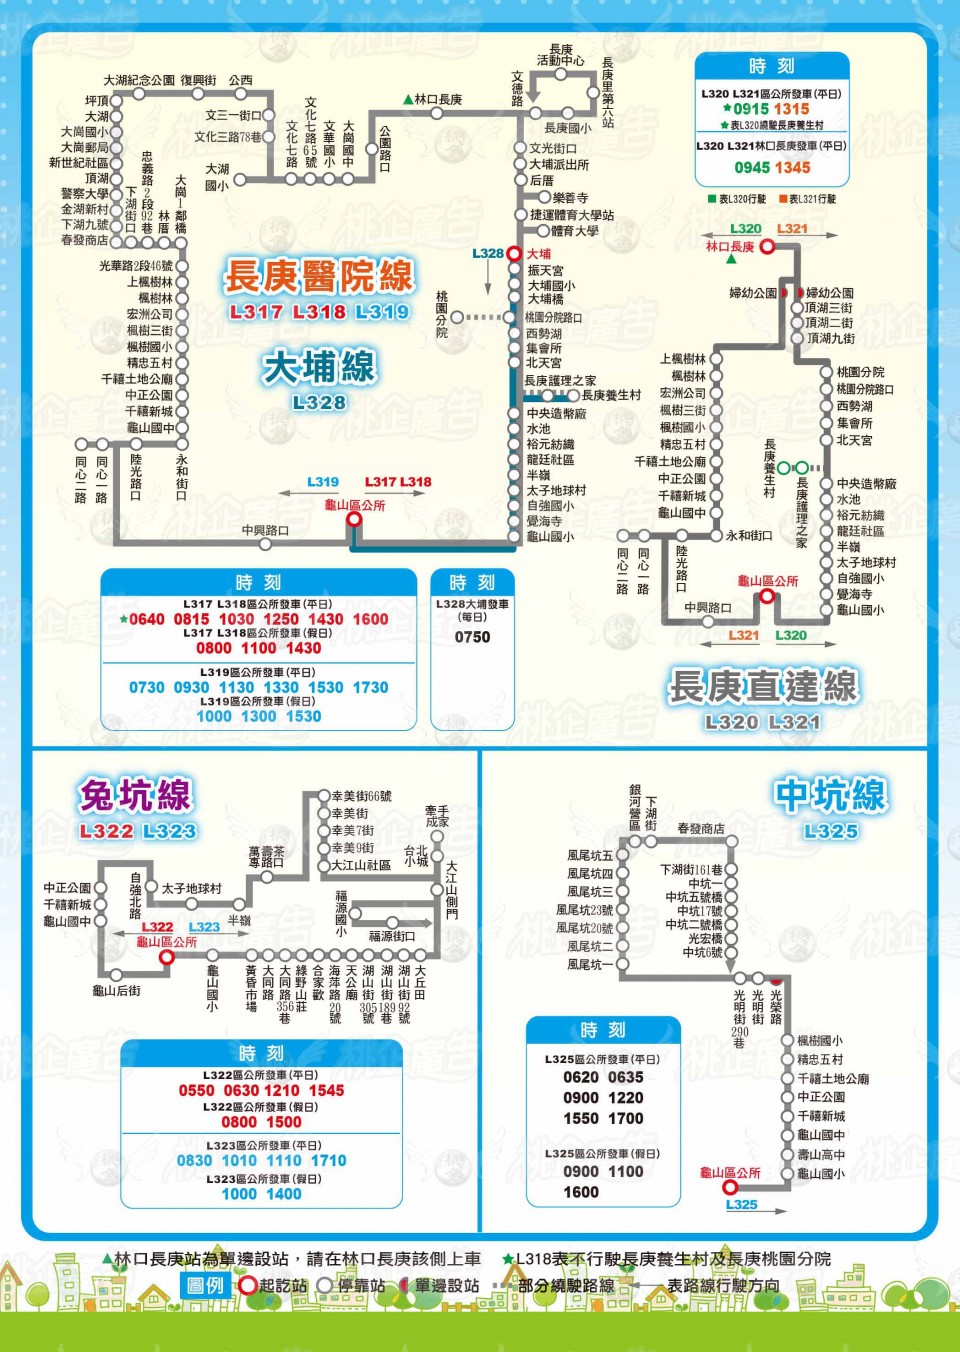 長庚醫院線
L317 L318 L319
大埔線
L328
坪頂
大湖
大崗國小
大崗郵局
新世紀社區
頂湖
警察大學
金湖新村
下湖九號
春發商店
大湖紀念公園
復興街
公西
文三一街口
文化三路78巷
大湖
國小
文化七路
文化七路65號
文華國小
大崗國中
公園路口
▲林口長庚
文德路
長庚
活動中心
長庚里第六站
長庚國小
文光街口
大埔派出所
后厝
樂善寺
捷運體育大學站
體育大學
L328
大埔
振天宮
大埔國小
大埔橋
桃園分院
桃園分院路口
西勢湖
集會所
北天宮
長庚護理之家
長庚養生村
中央造幣廠
水池
裕元紡織
龍廷社區
半嶺
太子地球村
自強國小
覺海寺
龜山國小
下湖街口
忠義路2段92巷
林厝
大崗1鄰橋
光華路2段46號
上楓樹林
楓樹林
宏洲公司
楓樹三街
楓樹國小
精忠五村
千禧土地公廟
中正公園
千禧新城
龜山國中
同心二路
同心一路
陸光路口
永和街口
中興路口
L319
L317 L318
龜山區公所
時 刻
L317 L318區公所發車(平日)
★0640 0815 1030 1250 1430 1600
L317 L318區公所發車(假日)
0800 1100 1430
L319區公所發車(平日)
0730 0930 1130 1330 1530 1730
L319區公所發車(假日)
1000 1300 1530
時 刻
L328大埔發車
(每日)
0750
時 刻
L320 L321區公所發車(平日)
★0915 1315
★表L320繞駛長庚養生村
L320 L321林口長庚發車(平日)
0945 1345
■表L320行駛 ■表L321行駛
L320 L321
林口長庚
▲
婦幼公園
婦幼公園
頂湖三街
頂湖二街
頂湖九街
上楓樹林
楓樹林
宏洲公司
楓樹三街
楓樹國小
精忠五村
千禧土地公廟
中正公園
千禧新城
龜山國中
桃園分院
桃園分院路口
西勢湖
集會所
北天宮
長庚養生村
長庚護理之家
中央造幣廠
水池
裕元紡織
龍廷社區
半嶺
太子地球村
自強國小
覺海寺
龜山國小
永和街口
同心二路
同心一路
陸光路口
中興路口
龜山區公所
L321 L320
長庚直達線
L320 L321
兔坑線
L322 L323
中正公園
千禧新城
龜山國中
自強北路
太子地球村
半嶺
萬壽
專路
茶
口
幸美街66號
幸美街
幸美7街
幸美9街
大江山社區
牽手
成家
台北
小城
大江山側門
福源國小
福源街口
L322 L323
龜山區公所
龜山后街
龜山國小
黃昏市場
大同路
大同路356巷
綠野山莊
合家歡
海萍路20號
天公廟
湖山街305號
湖山街189巷
湖山街92號
大丘田
時 刻
L322區公所發車(平日)
0550 0630 1210 1545
L322區公所發車(假日)
0800 1500
L323區公所發車(平日)
0830 1010 1110 1710
L323區公所發車(假日)
1000 1400
中坑線
L325
銀河營區
下湖街
春發商店
風尾坑五
風尾坑四
風尾坑三
風尾坑23號
風尾坑20號
風尾坑二
風尾坑一
下湖街161巷
中坑一
中坑五號橋
中坑17號
中坑二號橋
光宏橋
中坑6號
光明街290巷
光明街
光榮路
楓樹國小
精忠五村
千禧土地公廟
中正公園
千禧新城
龜山國中
壽山高中
龜山國小
龜山區公所
L325
時 刻
L325區公所發車(平日)
0620 0635
0900 1220
1550 1700
L325區公所發車(假日)
0900 1100
1600
▲林口長庚站為單邊設站，請在林口長庚該側上車 ★L318表不行駛長庚養生村及長庚桃園分院
圖例 起訖站 停靠站 單邊設站 部分繞駛路線 表路線行駛方向
桃企廣告